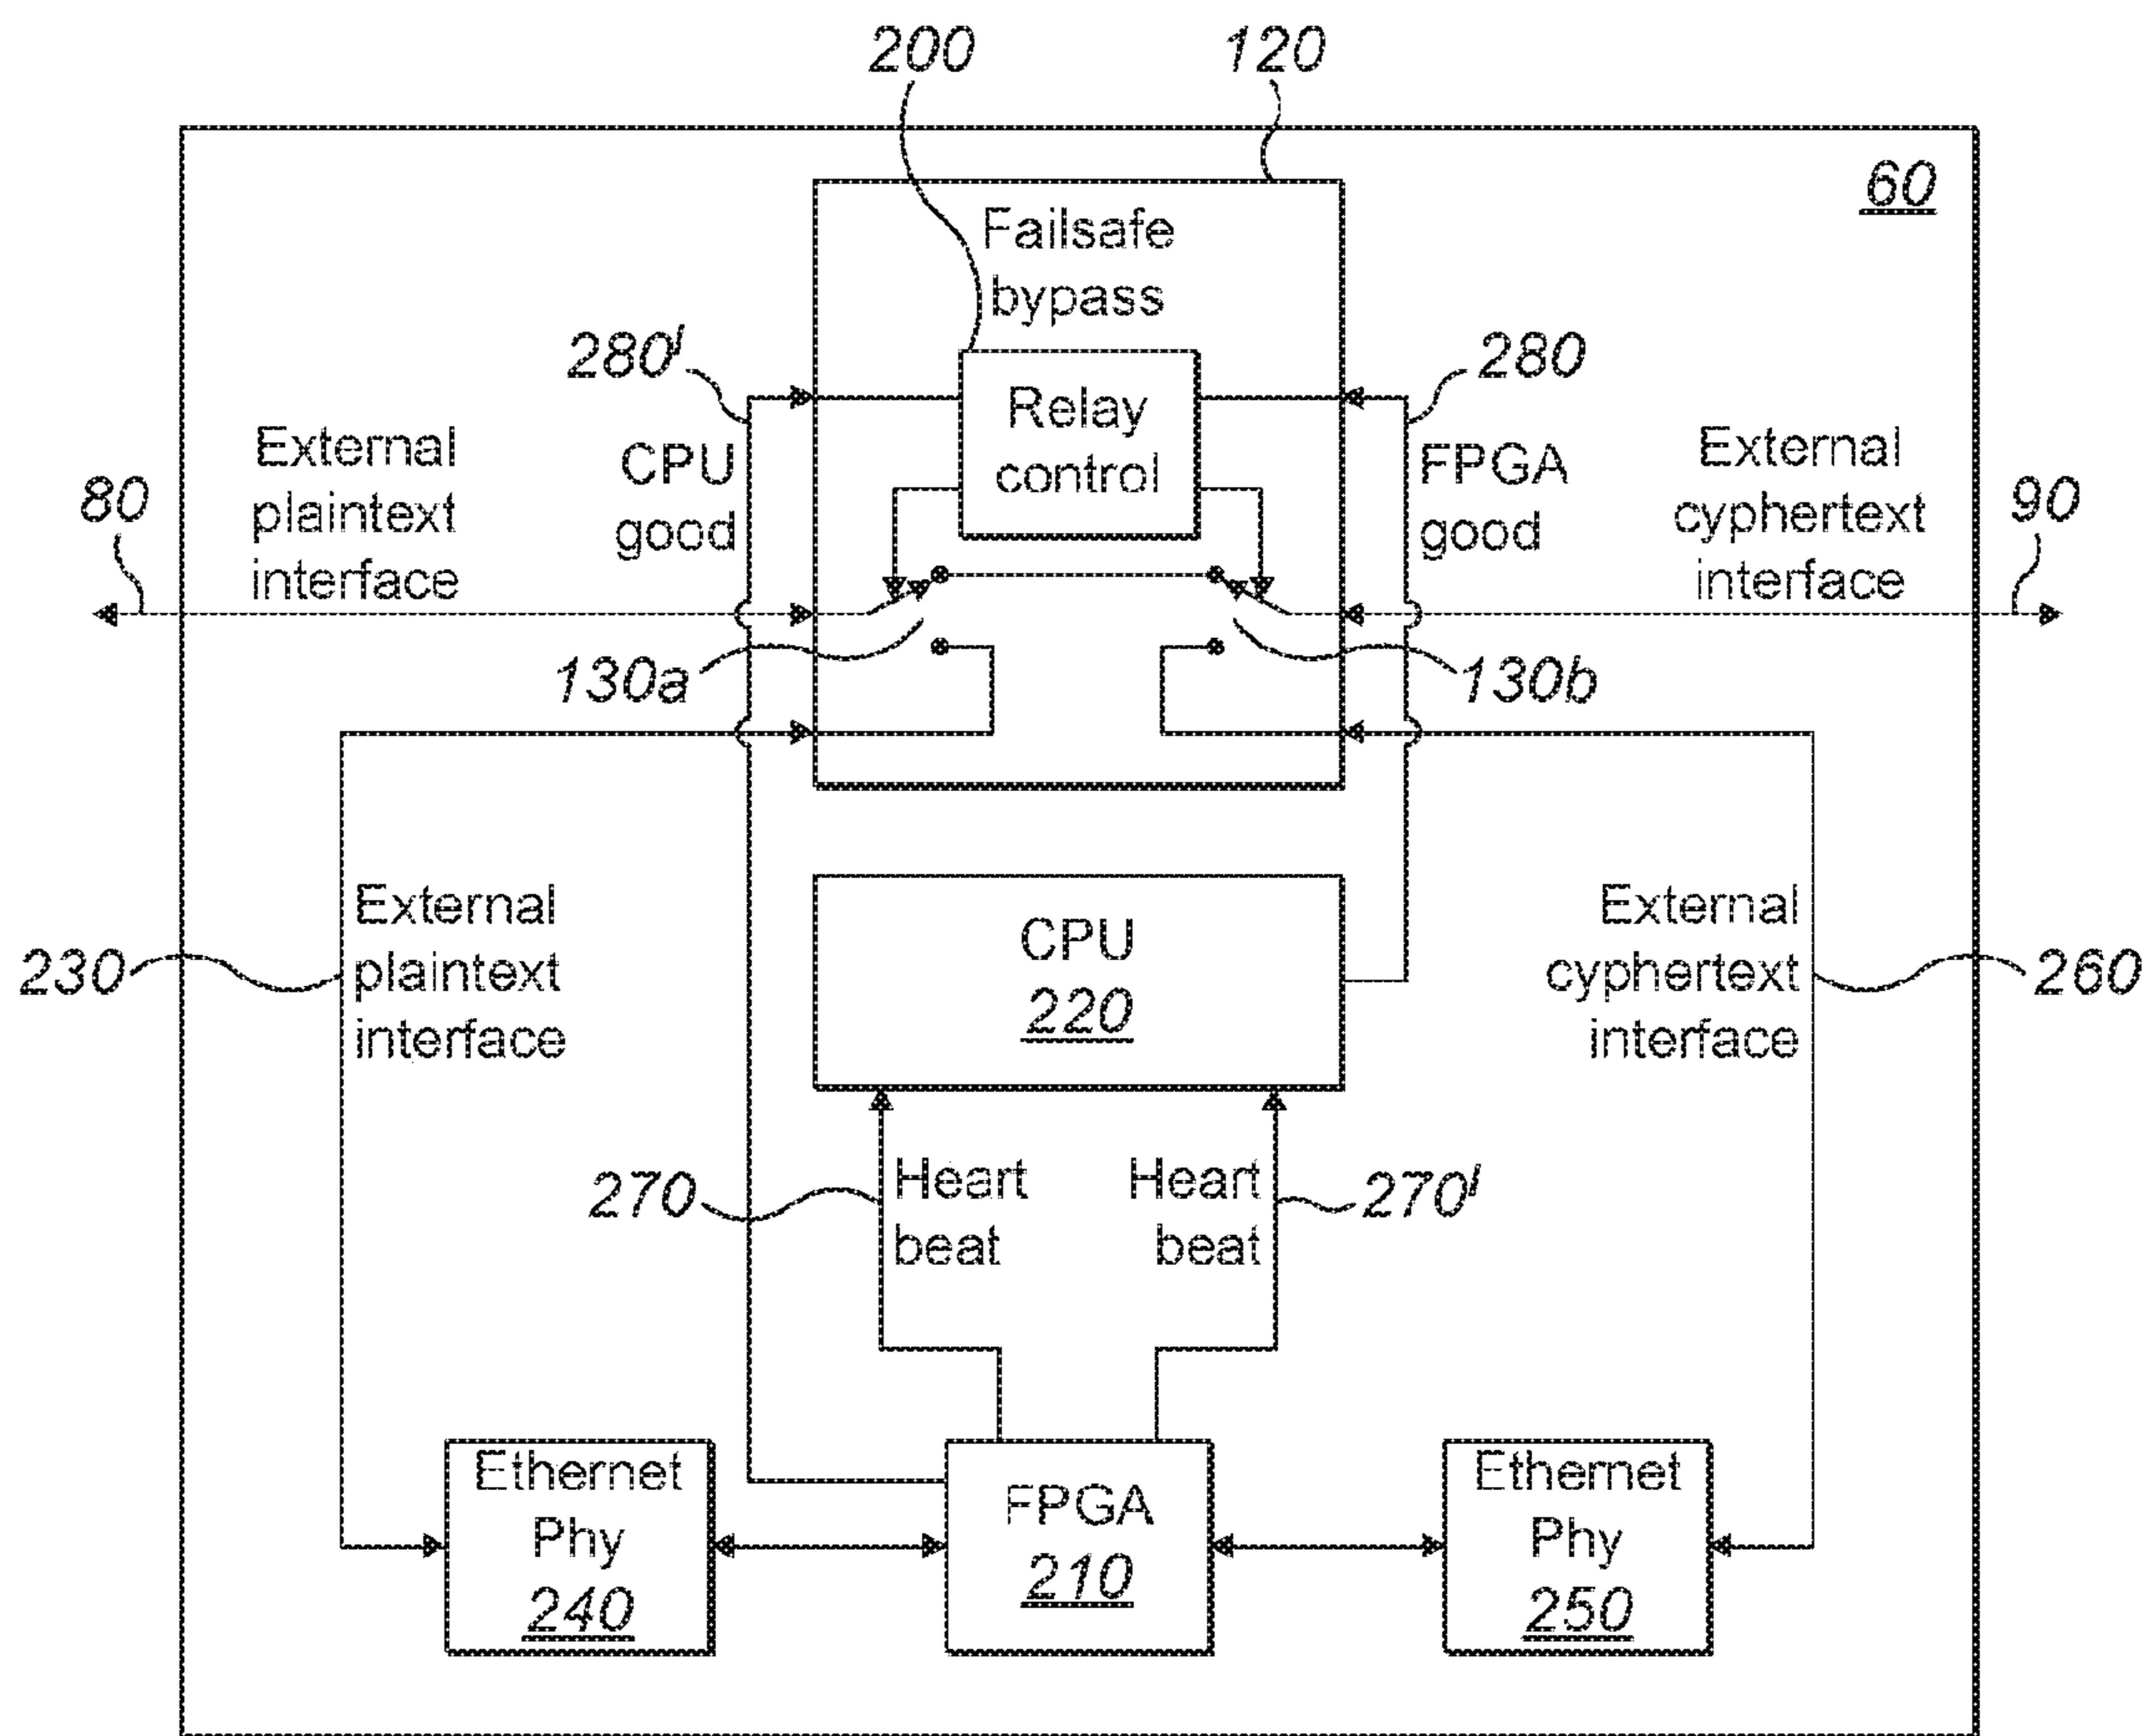 200
120
60
Failsafe
bypass
280'
280
Relay
control
External
plaintext
interface
CPU
good
FPGA
good
External
cyphertext
interface
80
90
130a
130b
External
plaintext
interface
230
CPU
220
External
cyphertext
interface
260
270
Heart
beat
Heart
beat
270'
Ethernet
Phy
240
FPGA
210
Ethernet
Phy
250